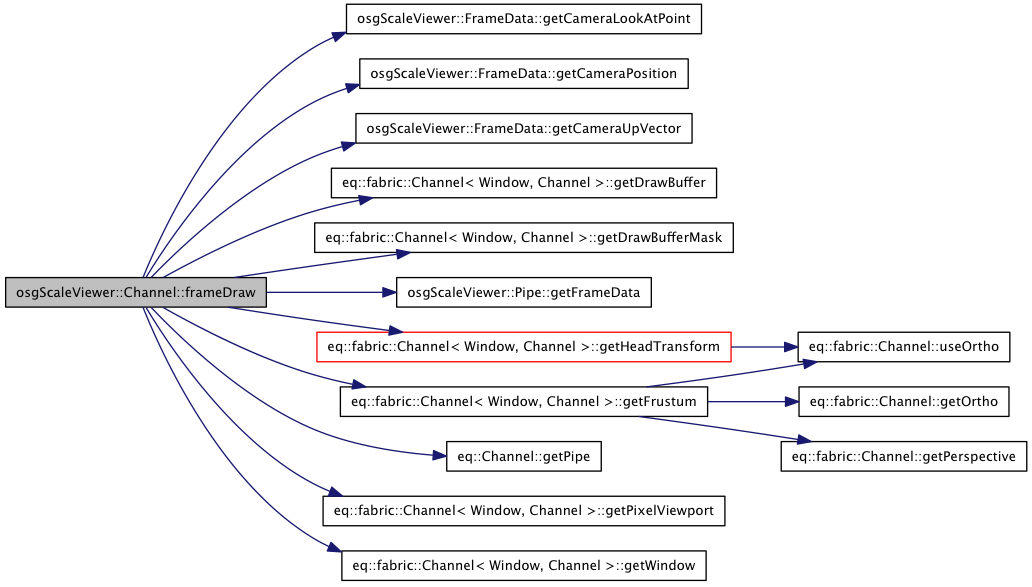 osgScaleViewer::FrameData::getCameraLookAtPoint
osgScaleViewer::FrameData::getCameraPosition
osgScaleViewer::FrameData::getCameraUpVector
eq::fabric::Channel< Window, Channel >::getDrawBuffer
eq::fabric::Channel< Window, Channel >::getDrawBufferMask
osgScaleViewer::Channel::frameDraw
osgScaleViewer::Pipe::getFrameData
eq::fabric::Channel< Window, Channel >::getHeadTransform
eq::fabric::Channel::useOrtho
eq::fabric::Channel< Window, Channel >::getFrustum
eq::fabric::Channel::getOrtho
eq::Channel::getPipe
eq::fabric::Channel::getPerspective
eq::fabric::Channel< Window, Channel >::getPixelViewport
eq::fabric::Channel< Window, Channel >::getWindow